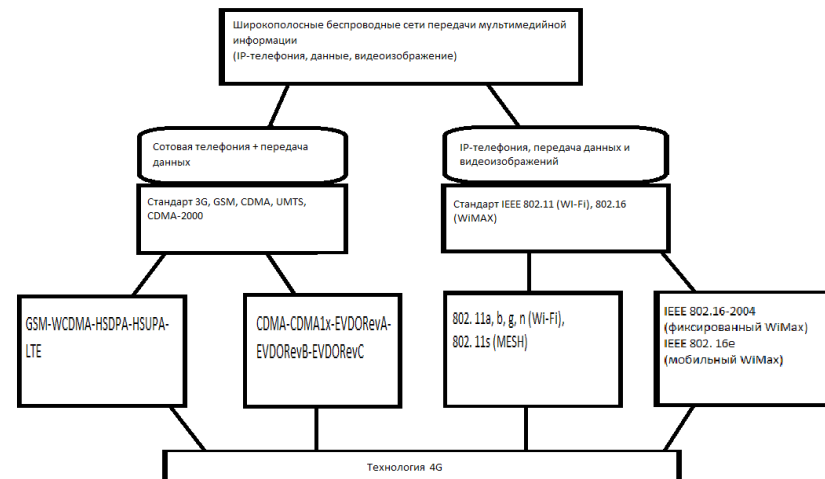 Широкополосные беспроводные сети передачи мультимедийной
информации
(IP-телефония, данные, видеоизображение)
Сотовая телефония + передача
данных
IP-телефония, передача данных и
видеоизображений
Стандарт 3G, GSM, CDMA, UMTS,
CDMA-2000
Стандарт IEEE 802.11 (WI-Fi), 802.16
(WiMAX)
GSM-WCDMA-HSDPA-HSUPA-
LTE
CDMA-CDMA1x-EVDORevA-
EVDORevB-EVDORevC
802. 11a, b, g, n (Wi-Fi),
802. 11s (MESH)
IEEE 802.16-2004
(фиксированный WiMax)
IEEE 802. 16e
(мобильный WiMax)
Технология 4G